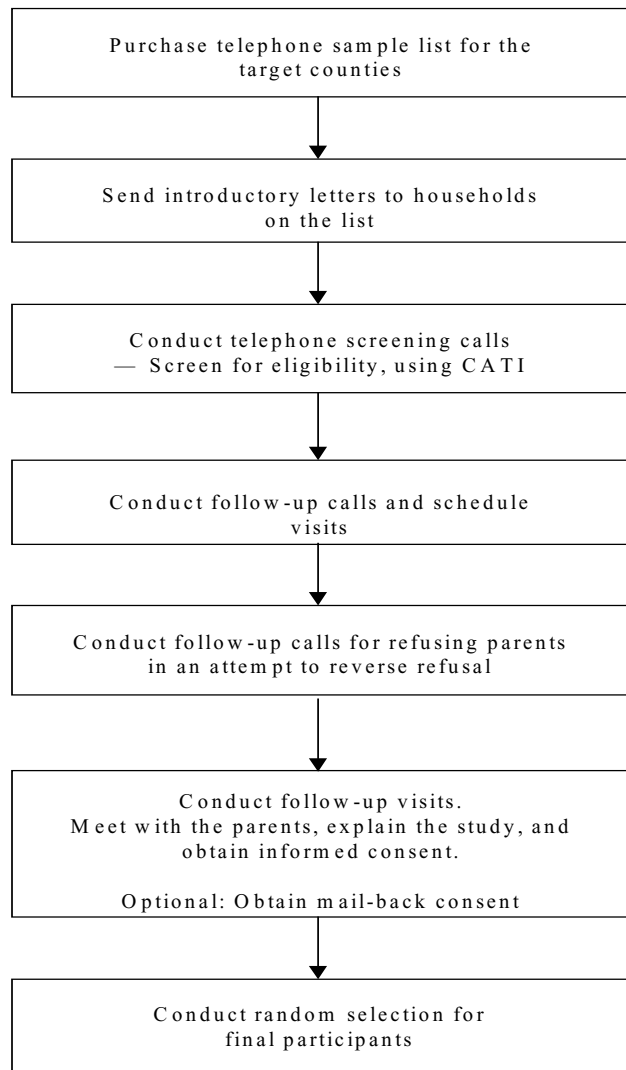 Purchase telephone sample list for the
target counties
Send introductory letters to households
on the list
Conduct telephone screening calls
— Screen for eligibility, using CATI
Conduct follow-up calls and schedule
visits
Conduct follow-up calls for refusing parents
in an attempt to reverse refusal
Conduct follow-up visits.
Meet with the parents, explain the study, and
obtain informed consent.
Optional: Obtain mail-back consent
Conduct random selection for
final participants